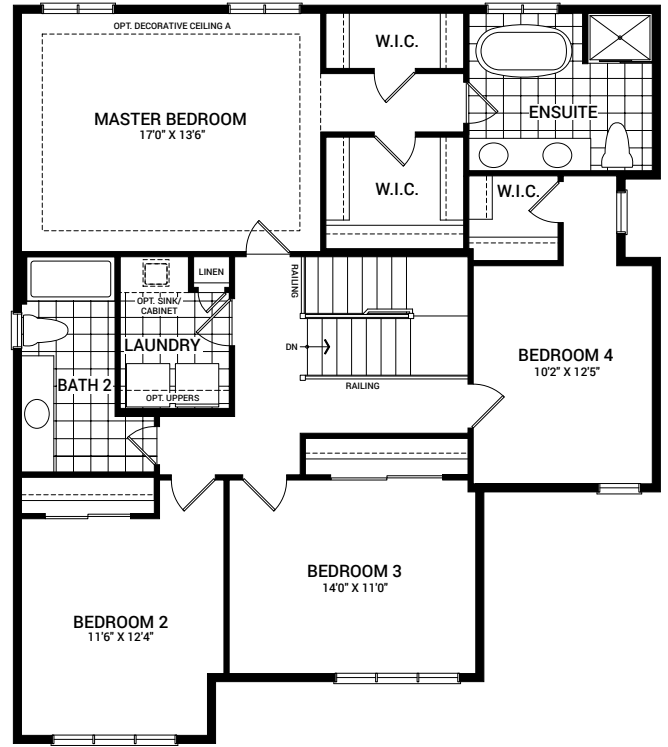 OPT. DECORATIVE CEILING A
W.I.C.
MASTER BEDROOM
17'0" X 13'6"
ENSUITE
W.I.C.
W.I.C.
LINEN
RAILING
OPT. SINK/
CABINET
LAUNDRY
DN
BEDROOM 4
10'2" X 12'5"
BATH 2
RAILING
OPT. UPPERS
BEDROOM 3
14'0" X 11'0"
BEDROOM 2
11'6" X 12'4"